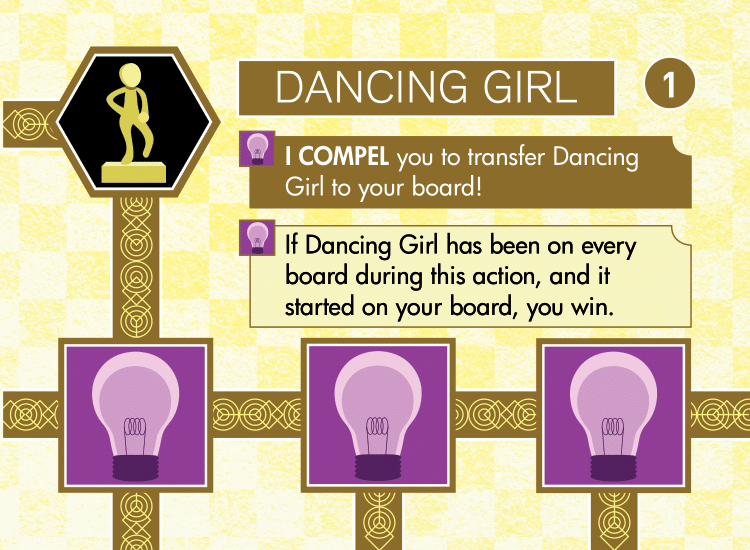 DANCING GIRL
1
I COMPEL you to transfer Dancing
Girl to your board!
If Dancing Girl has been on every
board during this action, and it
started on your board, you win.